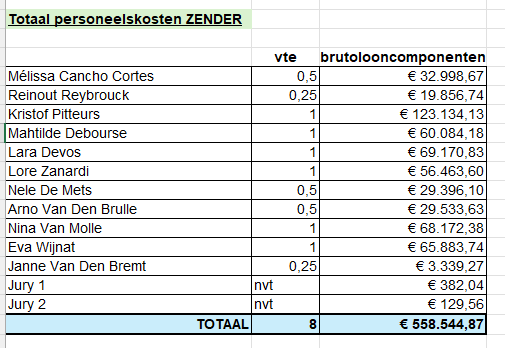 Totaal personeelskosten ZENDER
vte brutolooncomponenten
Mélissa Cancho Cortes 0,5 € 32.998,67
Reinout Reybrouck 0,25 € 19.856,74
Kristof Pitteurs 1 € 123.134,13
Mahtilde Debourse 1 € 60.084,18
Lara Devos 1 € 69.170,83
Lore Zanardi 1 € 56.463,60
Nele De Mets 0,5 € 29.396,10
Arno Van Den Brulle 0,5 € 29.533,63
Nina Van Molle 1 € 68.172,38
Eva Wijnat 1 € 65.883,74
Janne Van Den Bremt 0,25 € 3.339,27
Jury 1 nvt € 382,04
Jury 2 nvt € 129,56
TOTAAL 8 € 558.544,87